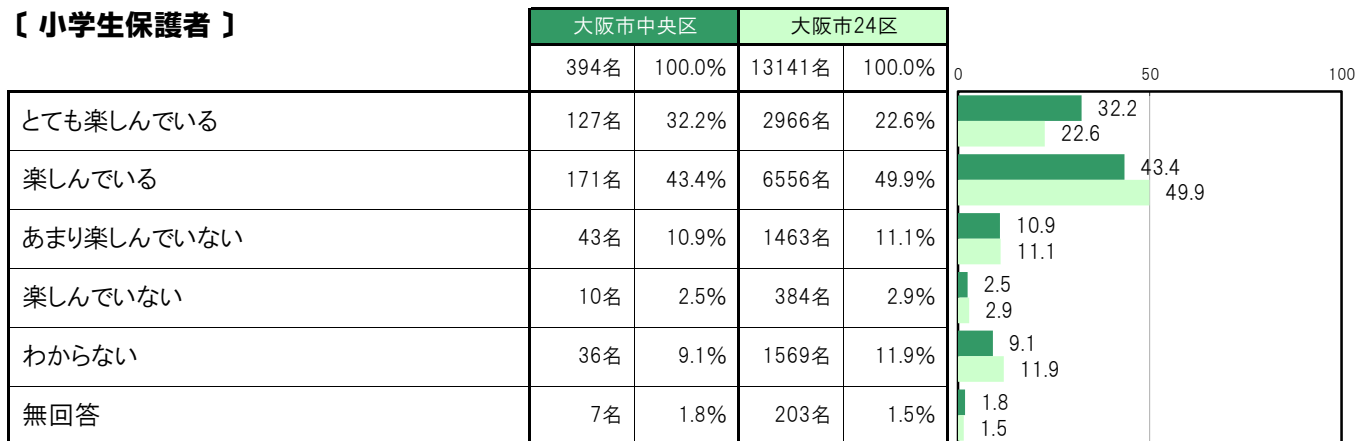 〔 小学生保護者 〕
大阪市中央区 大阪市24区
394名 100.0% 13141名 100.0% 0 50 100
とても楽しんでいる 127名 32.2% 2966名 22.6% 32.2
22.6
楽しんでいる 171名 43.4% 6556名 49.9% 43.4
49.9
あまり楽しんでいない 43名 10.9% 1463名 11.1% 10.9
11.1
楽しんでいない 10名 2.5% 384名 2.9% 2.5
2.9
わからない 36名 9.1% 1569名 11.9% 9.1
11.9
無回答 7名 1.8% 203名 1.5% 1.8
1.5